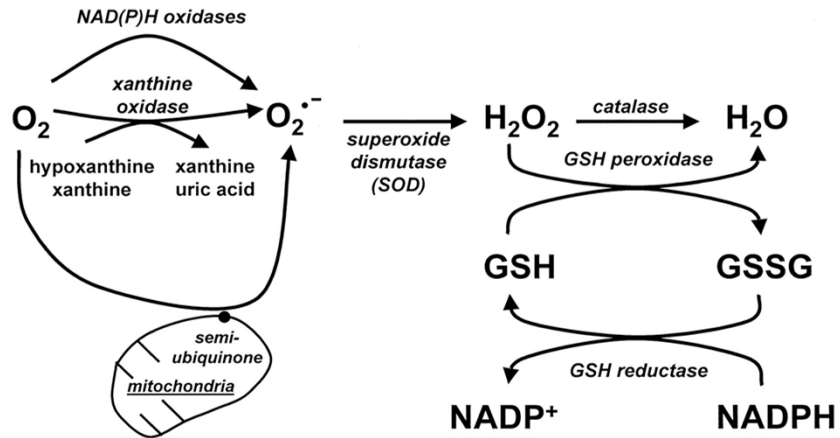 NAD(P)H oxidases
xanthine
oxidase
O₂
O₂•−
hypoxanthine
xanthine
xanthine
uric acid
superoxide
dismutase
(SOD)
H₂O₂
catalase
H₂O
GSH peroxidase
GSH
GSSG
semi-
ubiquinone
mitochondria
GSH reductase
NADP⁺
NADPH